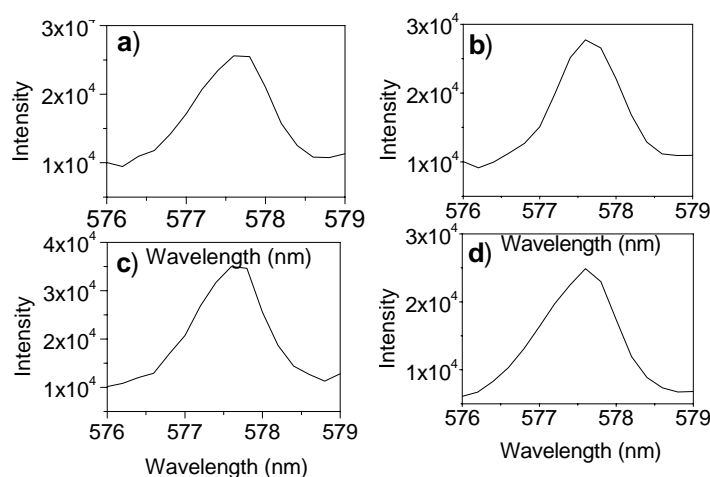 a)
3x10⁴
2x10⁴
1x10⁴
Intensity
576 577 578 579
Wavelength (nm)
b)
3x10⁴
2x10⁴
1x10⁴
Intensity
576 577 578 579
Wavelength (nm)
c)
4x10⁴
3x10⁴
2x10⁴
1x10⁴
Intensity
576 577 578 579
Wavelength (nm)
d)
3x10⁴
2x10⁴
1x10⁴
Intensity
576 577 578 579
Wavelength (nm)